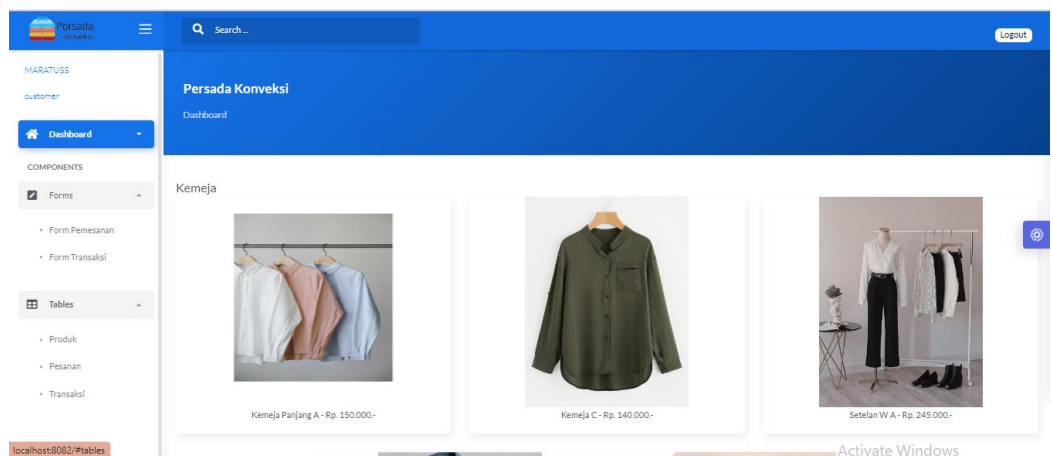 Persada
Konveksi
Search ...
Logout
MARATUSS
customer
Persada Konveksi
Dashboard
Dashboard
COMPONENTS
Forms
Form Pemesanan
Form Transaksi
Tables
Produk
Pesanan
Transaksi
Kemeja
Kemeja Panjang A - Rp. 150.000.-
Kemeja C - Rp. 140.000.-
Setelan W A - Rp. 245.000.-
localhost:8082/#tables
Activate Windows